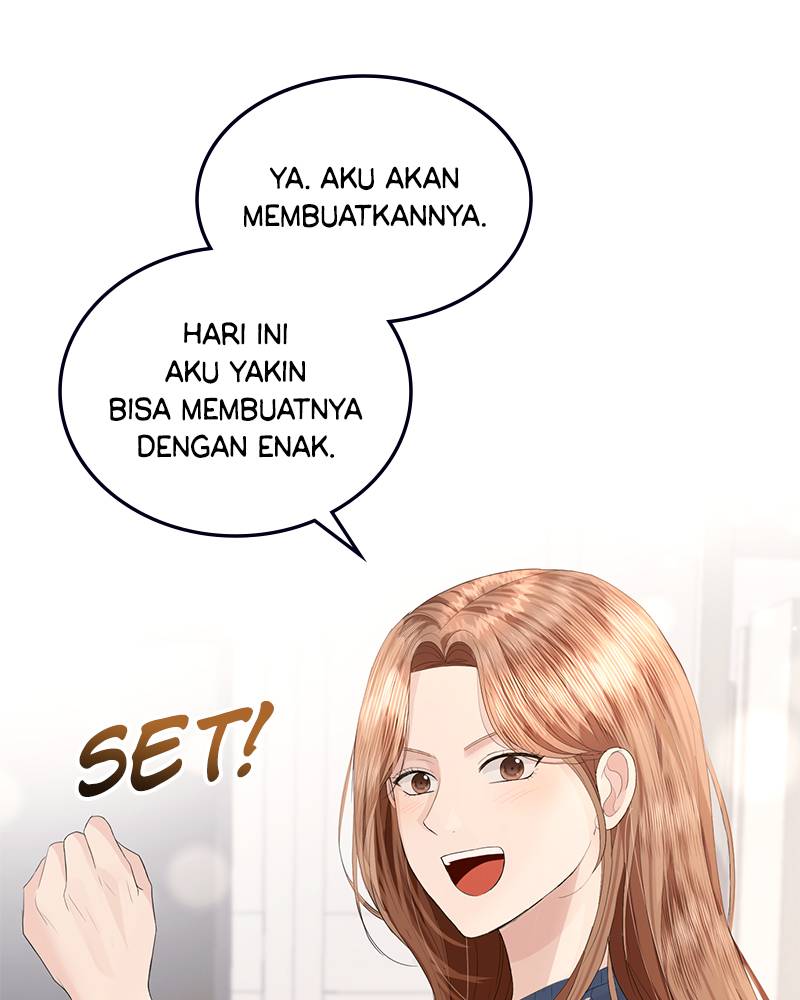 YA. AKU AKAN
MEMBUATKANNYA.
HARI INI
AKU YAKIN
BISA MEMBUATNYA
DENGAN ENAK.
SET!